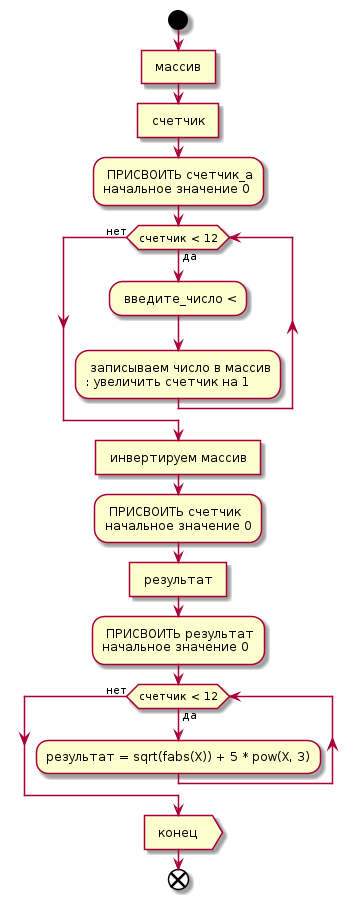 массив
счетчик
ПРИСВОИТЬ счетчик_а
начальное значение 0
нет
счетчик < 12
да
введите_число <
записываем число в массив
: увеличить счетчик на 1
инвертируем массив
ПРИСВОИТЬ счетчик
начальное значение 0
результат
ПРИСВОИТЬ результат
начальное значение 0
нет
счетчик < 12
да
результат = sqrt(fabs(X)) + 5 * pow(X, 3)
конец